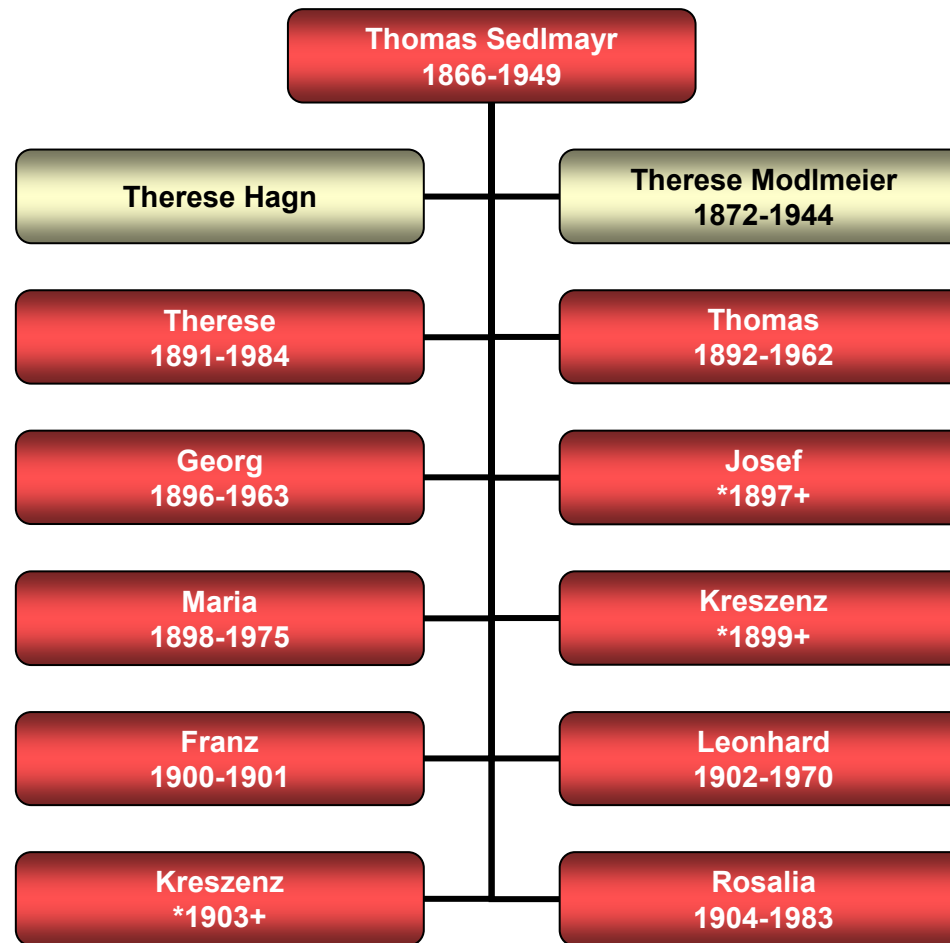 Thomas Sedlmayr
1866-1949
Therese Hagn
Therese Modlmeier
1872-1944
Therese
1891-1984
Thomas
1892-1962
Georg
1896-1963
Josef
*1897+
Maria
1898-1975
Kreszenz
*1899+
Franz
1900-1901
Leonhard
1902-1970
Kreszenz
*1903+
Rosalia
1904-1983